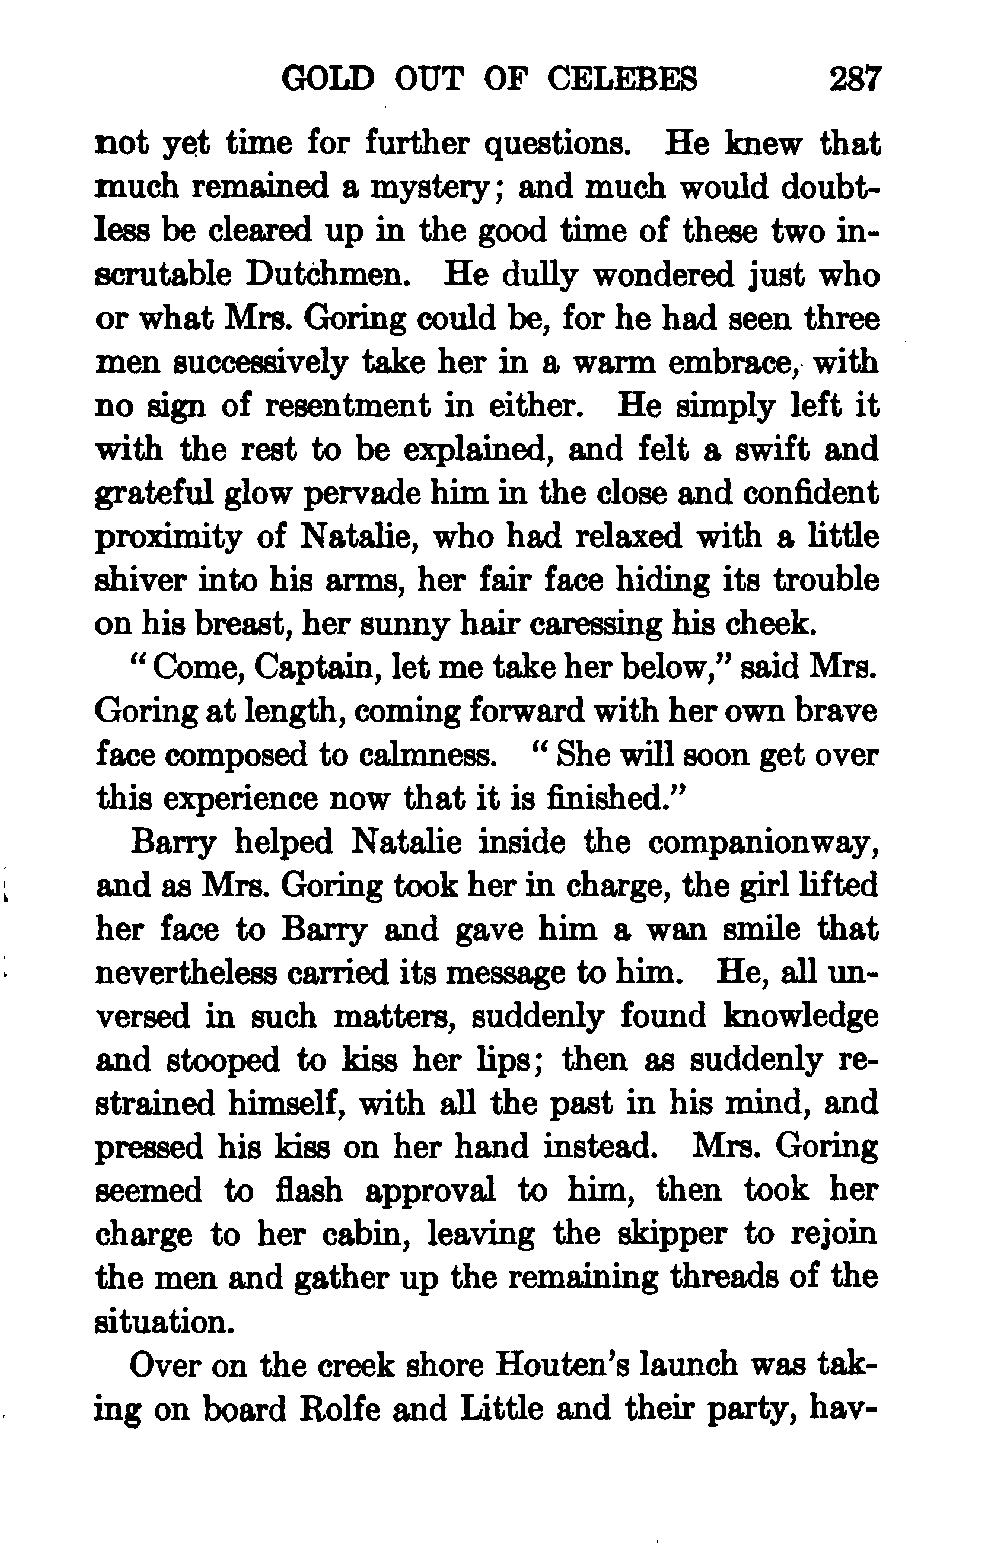 GOLD OUT OF CELEBES 287
not yet time for further questions. He knew that
much remained a mystery; and much would doubt-
less be cleared up in the good time of these two in-
scrutable Dutchmen. He dully wondered just who
or what Mrs. Goring could be, for he had seen three
men successively take her in a warm embrace, with
no sign of resentment in either. He simply left it
with the rest to be explained, and felt a swift and
grateful glow pervade him in the close and confident
proximity of Natalie, who had relaxed with a little
shiver into his arms, her fair face hiding its trouble
on his breast, her sunny hair caressing his cheek.
“Come, Captain, let me take her below,” said Mrs.
Goring at length, coming forward with her own brave
face composed to calmness. “She will soon get over
this experience now that it is finished.”
Barry helped Natalie inside the companionway,
and as Mrs. Goring took her in charge, the girl lifted
her face to Barry and gave him a wan smile that
nevertheless carried its message to him. He, all un-
versed in such matters, suddenly found knowledge
and stooped to kiss her lips; then as suddenly re-
strained himself, with all the past in his mind, and
pressed his kiss on her hand instead. Mrs. Goring
seemed to flash approval to him, then took her
charge to her cabin, leaving the skipper to rejoin
the men and gather up the remaining threads of the
situation.
Over on the creek shore Houten's launch was tak-
ing on board Rolfe and Little and their party, hav-